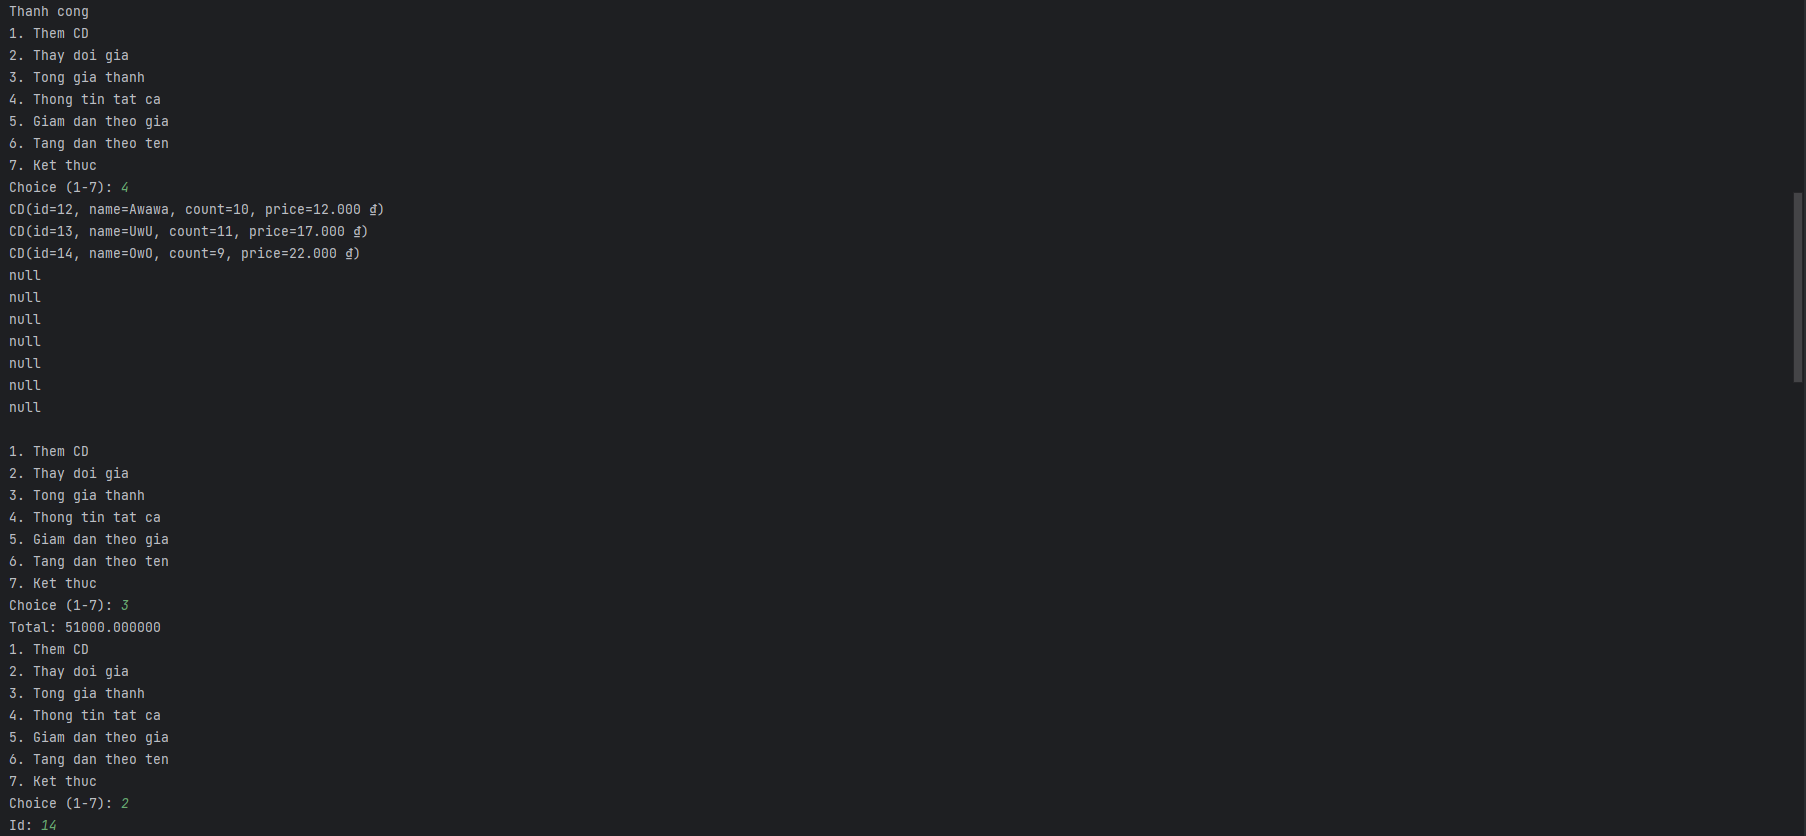 Thanh cong
1. Them CD
2. Thay doi gia
3. Tong gia thanh
4. Thong tin tat ca
5. Giam dan theo gia
6. Tang dan theo ten
7. Ket thuc
Choice (1-7): 4
CD(id=12, name=Awawa, count=10, price=12.000 ₫)
CD(id=13, name=UwU, count=11, price=17.000 ₫)
CD(id=14, name=OwO, count=9, price=22.000 ₫)
null
null
null
null
null
null
null
1. Them CD
2. Thay doi gia
3. Tong gia thanh
4. Thong tin tat ca
5. Giam dan theo gia
6. Tang dan theo ten
7. Ket thuc
Choice (1-7): 3
Total: 51000.000000
1. Them CD
2. Thay doi gia
3. Tong gia thanh
4. Thong tin tat ca
5. Giam dan theo gia
6. Tang dan theo ten
7. Ket thuc
Choice (1-7): 2
Id: 14